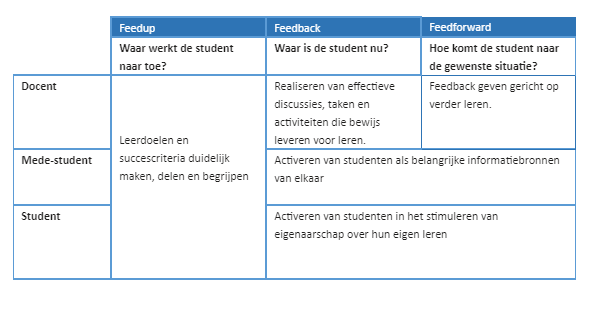 Feedup Feedback Feedforward
Waar werkt de student Waar is de student nu? Hoe komt de student naar
naar toe? de gewenste situatie?
Docent Realiseren van effectieve Feedback geven gericht op
discussies, taken en verder leren.
activiteiten die bewijs
leveren voor leren.
Leerdoelen en
succescriteria duidelijk
maken, delen en begrijpen
Mede-student Activeren van studenten als belangrijke informatiebronnen
van elkaar
Student Activeren van studenten in het stimuleren van
eigenaarschap over hun eigen leren